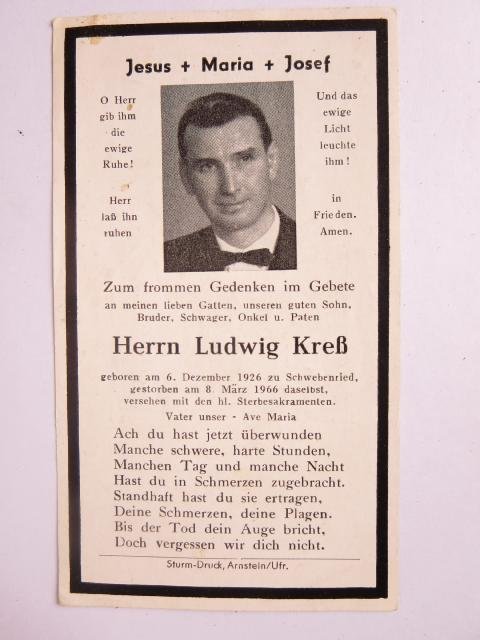 Jesus + Maria + Josef
O Herr
gib ihm
die
ewige
Ruhe!
Herr
laß ihn
ruhen
Und das
ewige
Licht
leuchte
ihm!
in
Frieden.
Amen.
Zum frommen Gedenken im Gebete
an meinen lieben Gatten, unseren guten Sohn,
Bruder, Schwager, Onkel u. Paten
Herrn Ludwig Kreß
geboren am 6. Dezember 1926 zu Schwebenried,
gestorben am 8. März 1966 daselbst,
versehen mit den hl. Sterbesakramenten.
Vater unser - Ave Maria
Ach du hast jetzt überwunden
Manche schwere, harte Stunden,
Manchen Tag und manche Nacht
Hast du in Schmerzen zugebracht.
Standhaft hast du sie ertragen,
Deine Schmerzen, deine Plagen.
Bis der Tod dein Auge bricht,
Doch vergessen wir dich nicht.
Sturm-Druck, Arnstein/Ufr.